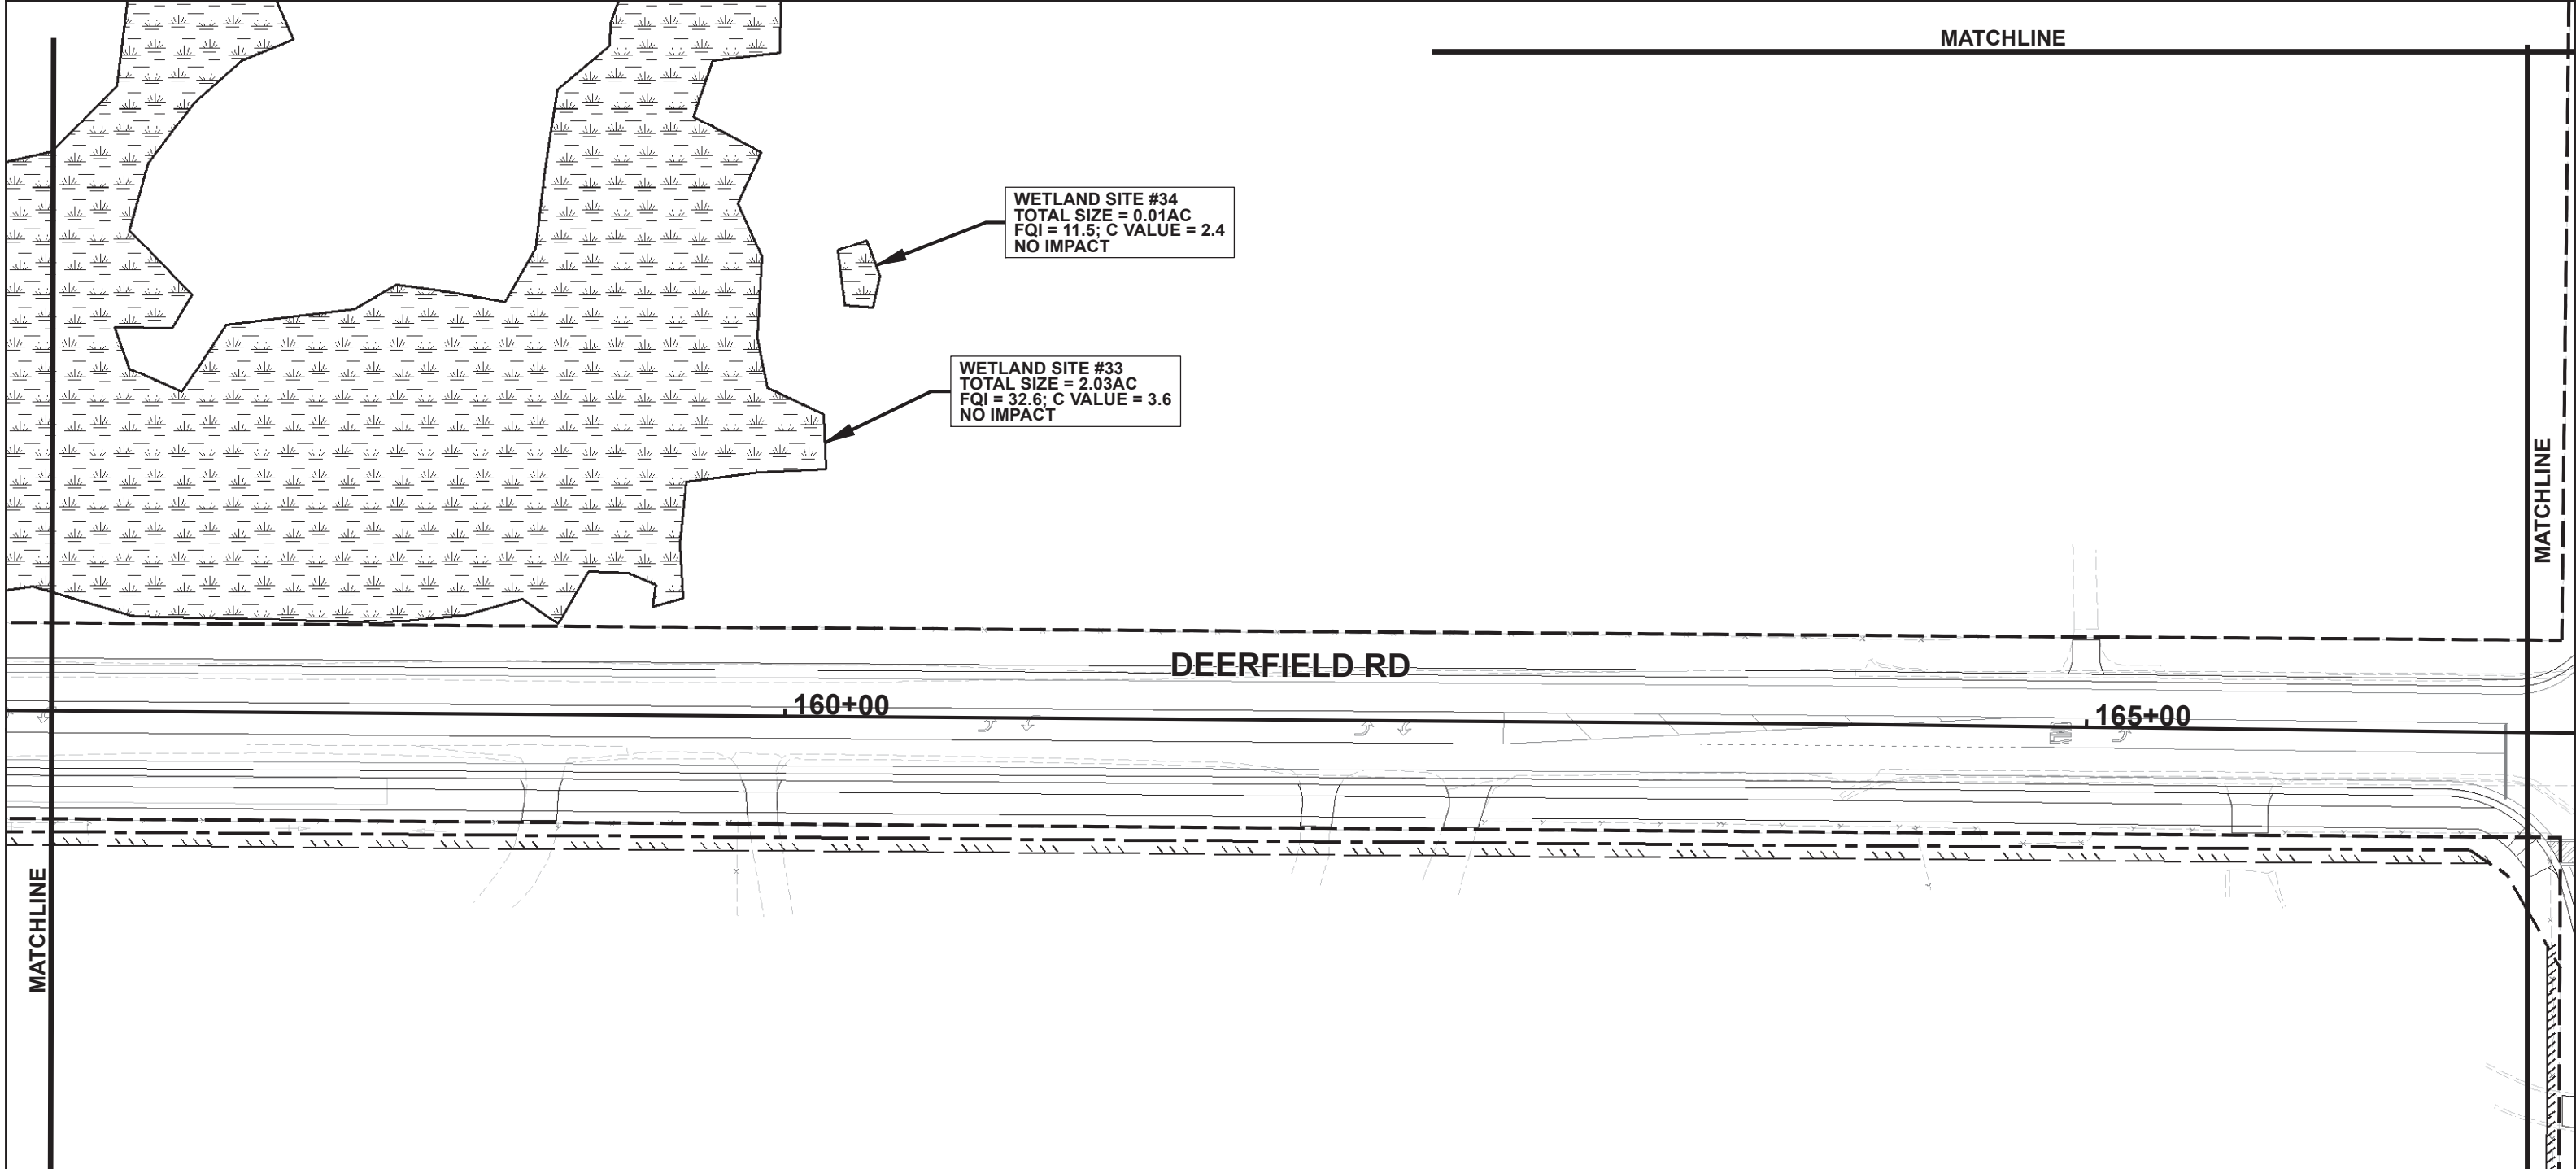 MATCHLINE
WETLAND SITE #34
TOTAL SIZE = 0.01AC
FQI = 11.5; C VALUE = 2.4
NO IMPACT
WETLAND SITE #33
TOTAL SIZE = 2.03AC
FQI = 32.6; C VALUE = 3.6
NO IMPACT
MATCHLINE
DEERFIELD RD
160+00
165+00
MATCHLINE